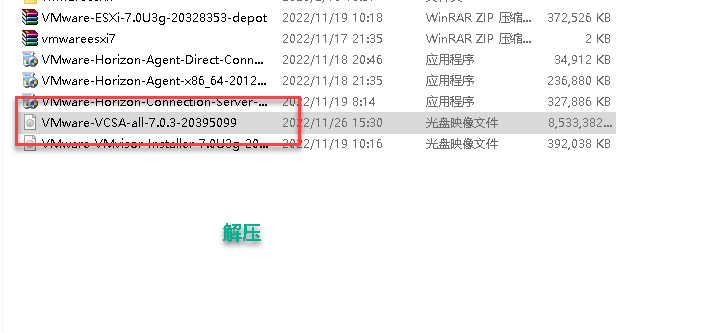 VMware-ESXi-7.0U3g-20328353-depot 2022/11/19 10:18 WinRAR ZIP 压缩... 372,526 KB
vmwareesxi7 2022/11/17 21:35 WinRAR ZIP 压缩... 2 KB
VMware-Horizon-Agent-Direct-Conn... 2022/11/18 20:46 应用程序 34,912 KB
VMware-Horizon-Agent-x86_64-2012... 2022/11/18 21:35 应用程序 236,880 KB
VMware-Horizon-Connection-Server-... 2022/11/19 8:14 应用程序 327,886 KB
VMware-VCSA-all-7.0.3-20395099 2022/11/26 15:30 光盘映像文件 8,533,382...
VMware-VMvisor-Installer-7.0U3g-20... 2022/11/19 10:16 光盘映像文件 392,038 KB
解压